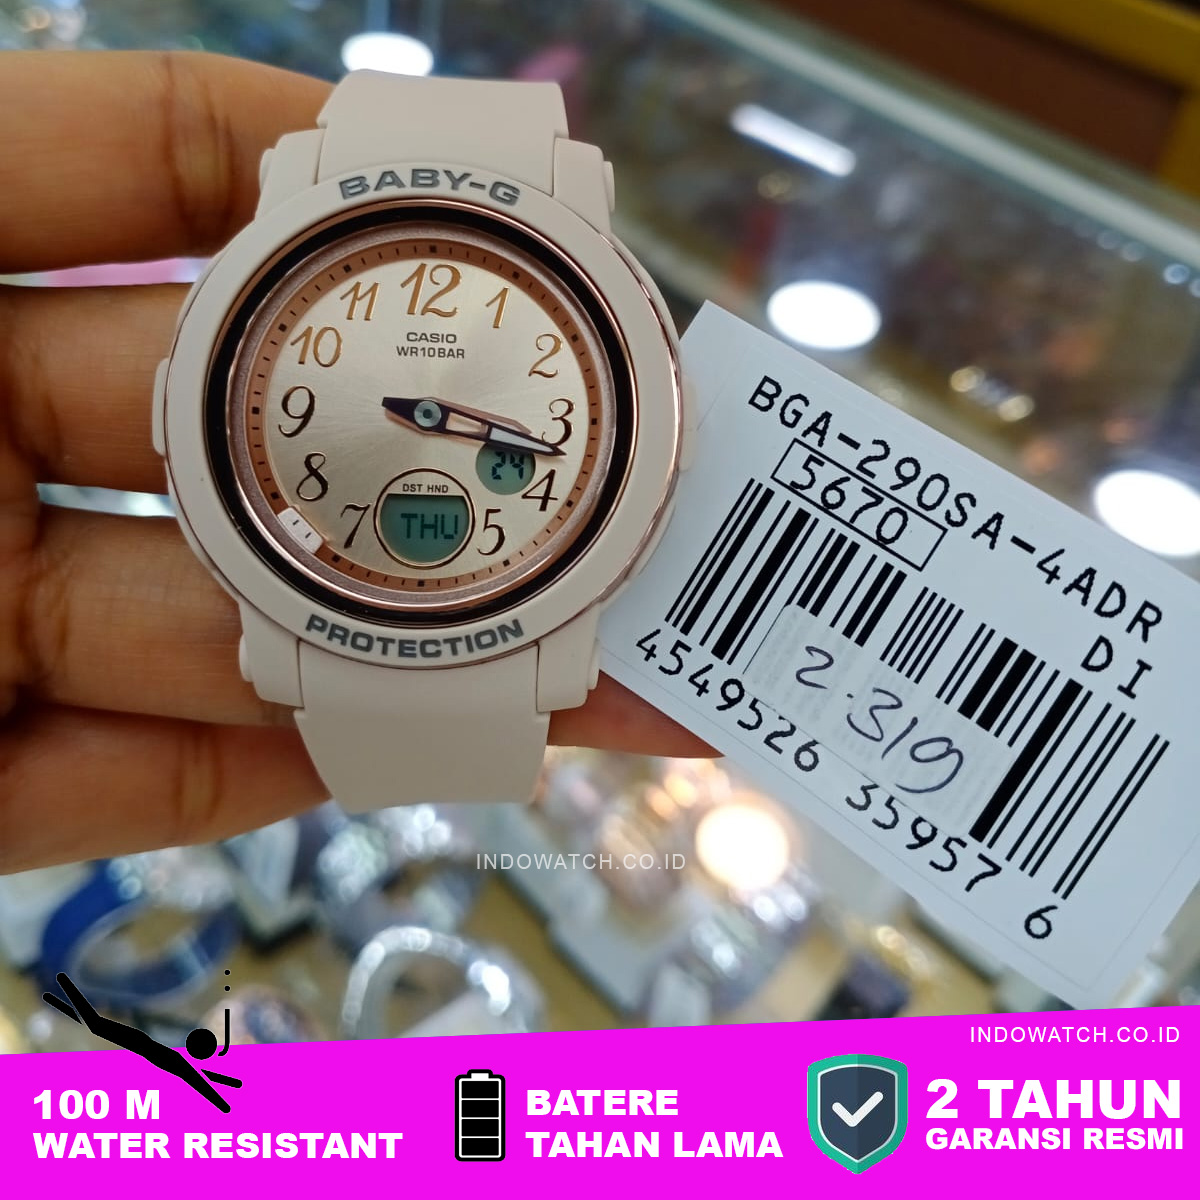 BABY-G
12
11
1
10
2
CASIO
WR10BAR
9
3
8
24
4
DST HND
7
THU
5
PROTECTION
BGA-290SA-4ADR
5670
DI
2.319
4549526 35957 6
INDOWATCH.CO.ID
INDOWATCH.CO.ID
100 M
WATER RESISTANT
BATERE
TAHAN LAMA
2 TAHUN
GARANSI RESMI